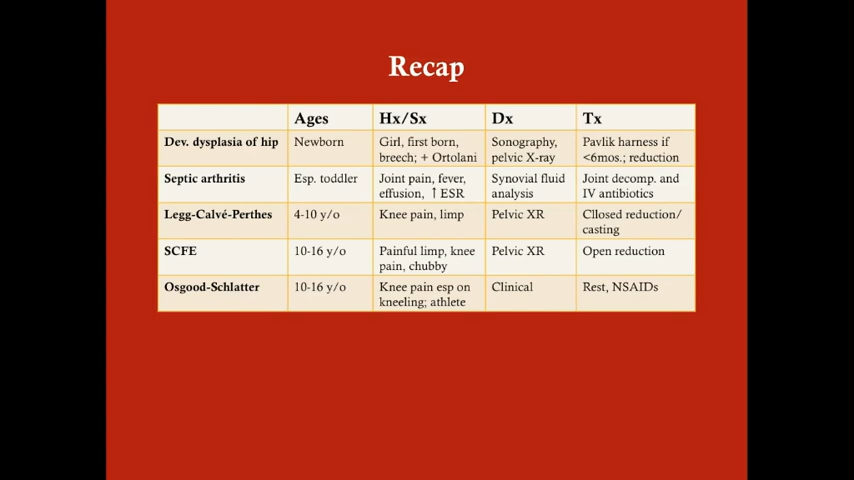 Recap
Ages Hx/Sx Dx Tx
Dev. dysplasia of hip Newborn Girl, first born, Sonography, Pavlik harness if
breech; + Ortolani pelvic X-ray <6mos.; reduction
Septic arthritis Esp. toddler Joint pain, fever, Synovial fluid Joint decomp. and
effusion, ↑ ESR analysis IV antibiotics
Legg-Calvé-Perthes 4-10 y/o Knee pain, limp Pelvic XR Cllosed reduction/
casting
SCFE 10-16 y/o Painful limp, knee Pelvic XR Open reduction
pain, chubby
Osgood-Schlatter 10-16 y/o Knee pain esp on Clinical Rest, NSAIDs
kneeling; athlete